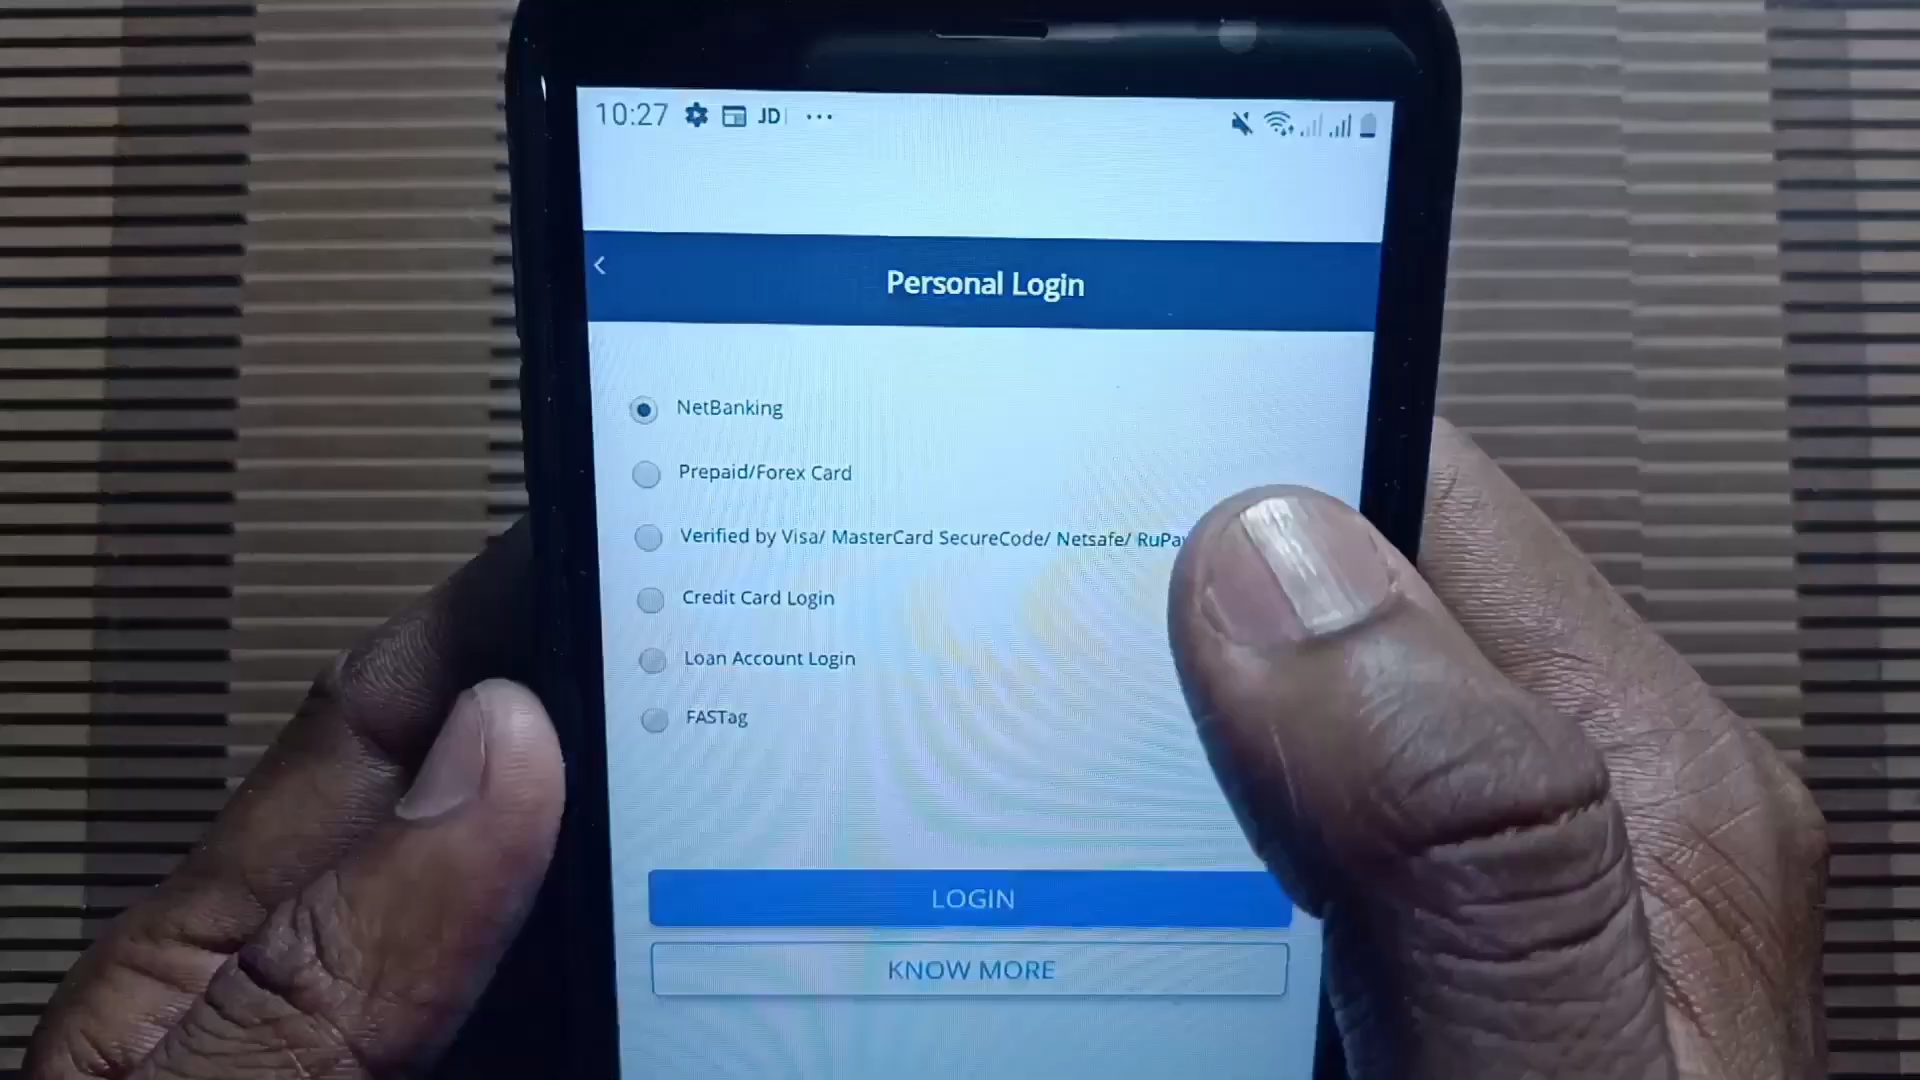 10:27 JD ...
Personal Login
NetBanking
Prepaid/Forex Card
Verified by Visa/ MasterCard SecureCode/ Netsafe/ RuPay
Credit Card Login
Loan Account Login
FASTag
LOGIN
KNOW MORE